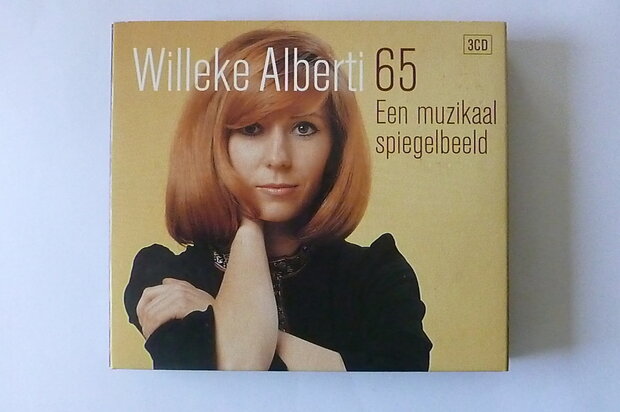 3CD
Willeke Alberti 65
Een muzikaal
spiegelbeeld